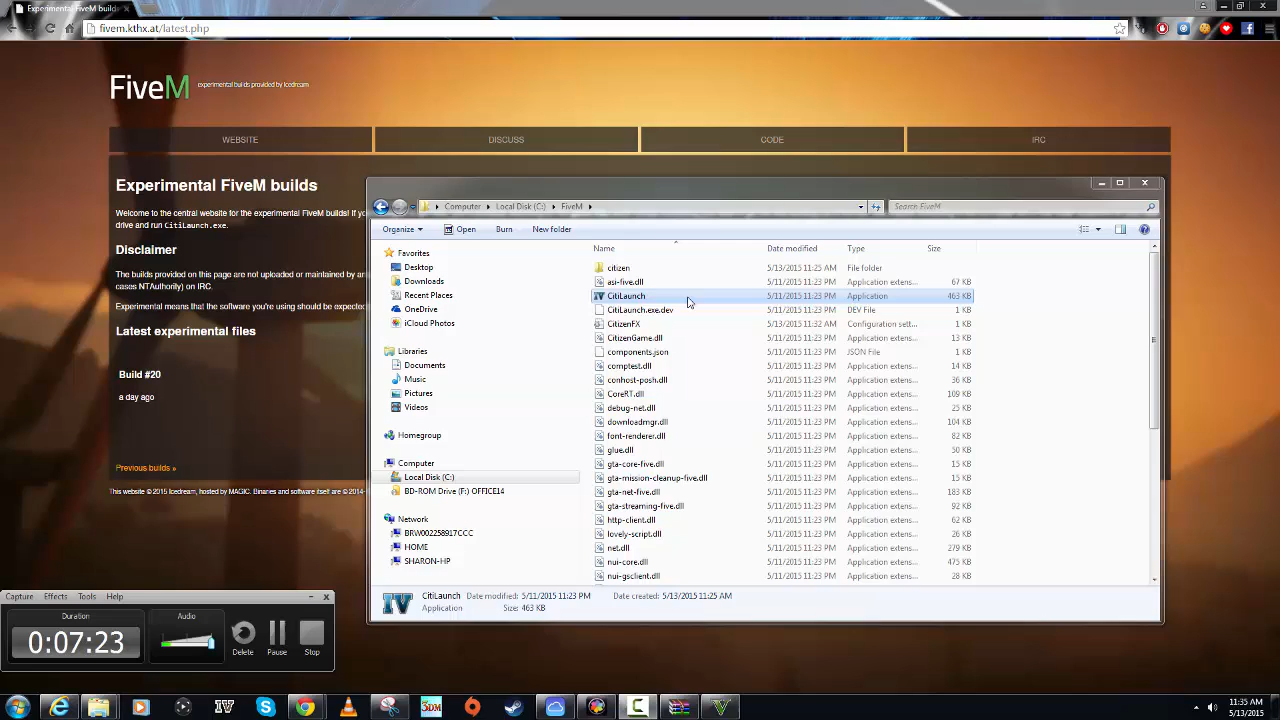 Experimental FiveM build
fivem.kthx.at/latest.php
FiveM experimental builds provided by Icedream
WEBSITE DISCUSS CODE IRC
Experimental FiveM builds
Welcome to the central website for the experimental FiveM builds! If you
drive and run CitiLaunch.exe.
Disclaimer
The builds provided on this page are not uploaded or maintained by an
cases NTAuthority) on IRC.
Experimental means that the software you're using should be expected
Latest experimental files
Build #20
a day ago
Previous builds »
This website © 2015 Icedream, hosted by MAGIC. Binaries and software itself are © 2014-
Computer Local Disk (C:) FiveM Search FiveM
Organize Open Burn New folder
Favorites
Desktop
Downloads
Recent Places
OneDrive
iCloud Photos
Libraries
Documents
Music
Pictures
Videos
Homegroup
Computer
Local Disk (C:)
BD-ROM Drive (F:) OFFICE14
Network
BRW002258917CCC
HOME
SHARON-HP
Name Date modified Type Size
citizen 5/13/2015 11:25 AM File folder
asi-five.dll 5/11/2015 11:23 PM Application extens... 67 KB
CitiLaunch 5/11/2015 11:23 PM Application 463 KB
CitiLaunch.exe.dev 5/11/2015 11:23 PM DEV File 1 KB
CitizenFX 5/13/2015 11:32 AM Configuration sett... 1 KB
CitizenGame.dll 5/11/2015 11:23 PM Application extens... 13 KB
components.json 5/11/2015 11:23 PM JSON File 1 KB
comptest.dll 5/11/2015 11:23 PM Application extens... 14 KB
conhost-posh.dll 5/11/2015 11:23 PM Application extens... 36 KB
CoreRT.dll 5/11/2015 11:23 PM Application extens... 109 KB
debug-net.dll 5/11/2015 11:23 PM Application extens... 25 KB
downloadmgr.dll 5/11/2015 11:23 PM Application extens... 104 KB
font-renderer.dll 5/11/2015 11:23 PM Application extens... 82 KB
glue.dll 5/11/2015 11:23 PM Application extens... 50 KB
gta-core-five.dll 5/11/2015 11:23 PM Application extens... 15 KB
gta-mission-cleanup-five.dll 5/11/2015 11:23 PM Application extens... 15 KB
gta-net-five.dll 5/11/2015 11:23 PM Application extens... 183 KB
gta-streaming-five.dll 5/11/2015 11:23 PM Application extens... 15 KB
http-client.dll 5/11/2015 11:23 PM Application extens... 62 KB
lovely-script.dll 5/11/2015 11:23 PM Application extens... 26 KB
net.dll 5/11/2015 11:23 PM Application extens... 279 KB
nui-core.dll 5/11/2015 11:23 PM Application extens... 475 KB
nui-gsclient.dll 5/11/2015 11:23 PM Application extens... 28 KB
IV CitiLaunch Date modified: 5/11/2015 11:23 PM Date created: 5/13/2015 11:25 AM
Application Size: 463 KB
Capture Effects Tools Help
Duration Audio
0:07:23
Delete Pause Stop
IV 3DM
11:35 AM
5/13/2015